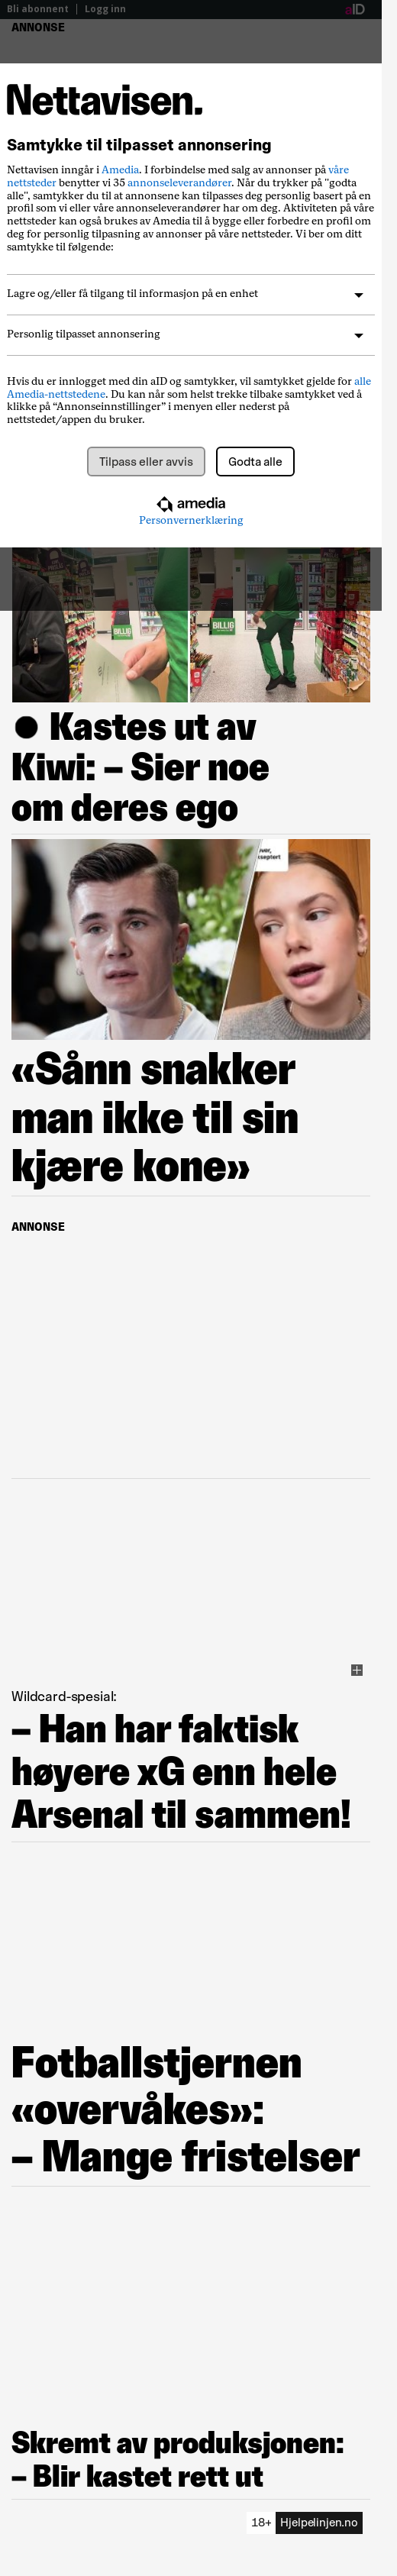 Bli abonnent | Logg inn
aID
ANNONSE
Nettavisen.
Samtykke til tilpasset annonsering
Nettavisen inngår i Amedia. I forbindelse med salg av annonser på våre
nettsteder benytter vi 35 annonseleverandører. Når du trykker på "godta
alle", samtykker du til at annonsene kan tilpasses deg personlig basert på en
profil som vi eller våre annonseleverandører har om deg. Aktiviteten på våre
nettsteder kan også brukes av Amedia til å bygge eller forbedre en profil om
deg for personlig tilpasning av annonser på våre nettsteder. Vi ber om ditt
samtykke til følgende:
Lagre og/eller få tilgang til informasjon på en enhet
Personlig tilpasset annonsering
Hvis du er innlogget med din aID og samtykker, vil samtykket gjelde for alle
Amedia-nettstedene. Du kan når som helst trekke tilbake samtykket ved å
klikke på “Annonseinnstillinger” i menyen eller nederst på
nettstedet/appen du bruker.
Tilpass eller avvis
Godta alle
amedia
Personvernerklæring
BILLIG
BILLIG
● Kastes ut av
Kiwi: – Sier noe
om deres ego
«Sånn snakker
man ikke til sin
kjære kone»
ANNONSE
Wildcard-spesial:
– Han har faktisk
høyere xG enn hele
Arsenal til sammen!
Fotballstjernen
«overvåkes»:
– Mange fristelser
Skremt av produksjonen:
– Blir kastet rett ut
18+ Hjelpelinjen.no